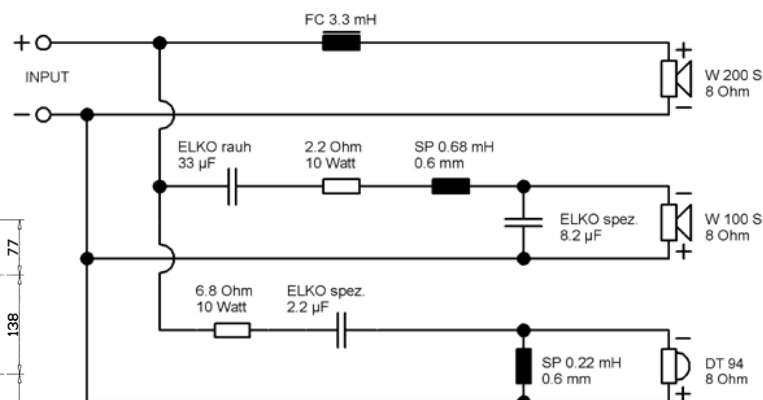 FC 3.3 mH
+
INPUT
−
+
W 200 S
8 Ohm
−
ELKO rauh
33 µF
2.2 Ohm
10 Watt
SP 0.68 mH
0.6 mm
ELKO spez.
8.2 µF
−
W 100 S
8 Ohm
+
77
138
6.8 Ohm
10 Watt
ELKO spez.
2.2 µF
SP 0.22 mH
0.6 mm
−
DT 94
8 Ohm
+